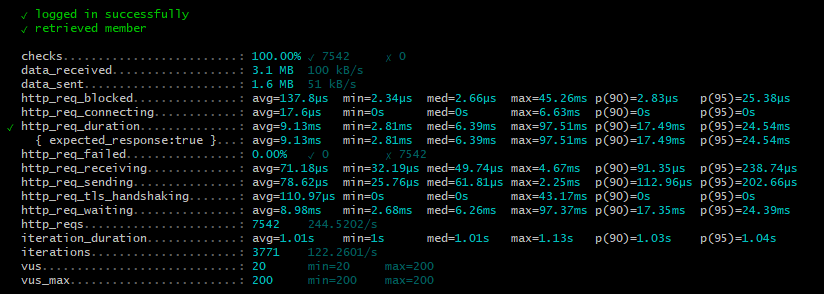 ✓ logged in successfully
✓ retrieved member
checks.........................: 100.00% ✓ 7542 ✗ 0
data_received..................: 3.1 MB 100 kB/s
data_sent......................: 1.6 MB 51 kB/s
http_req_blocked...............: avg=137.8µs min=2.34µs med=2.66µs max=45.26ms p(90)=2.83µs p(95)=25.38µs
http_req_connecting............: avg=17.6µs min=0s med=0s max=6.63ms p(90)=0s p(95)=0s
✓ http_req_duration..............: avg=9.13ms min=2.81ms med=6.39ms max=97.51ms p(90)=17.49ms p(95)=24.54ms
{ expected_response:true }...: avg=9.13ms min=2.81ms med=6.39ms max=97.51ms p(90)=17.49ms p(95)=24.54ms
http_req_failed................: 0.00% ✓ 0 ✗ 7542
http_req_receiving.............: avg=71.18µs min=32.19µs med=49.74µs max=4.67ms p(90)=91.35µs p(95)=238.74µs
http_req_sending...............: avg=78.62µs min=25.76µs med=61.81µs max=2.25ms p(90)=112.96µs p(95)=202.66µs
http_req_tls_handshaking.......: avg=110.97µs min=0s med=0s max=43.17ms p(90)=0s p(95)=0s
http_req_waiting...............: avg=8.98ms min=2.68ms med=6.26ms max=97.37ms p(90)=17.35ms p(95)=24.39ms
http_reqs......................: 7542 244.5202/s
iteration_duration.............: avg=1.01s min=1s med=1.01s max=1.13s p(90)=1.03s p(95)=1.04s
iterations.....................: 3771 122.2601/s
vus............................: 20 min=20 max=200
vus_max........................: 200 min=200 max=200